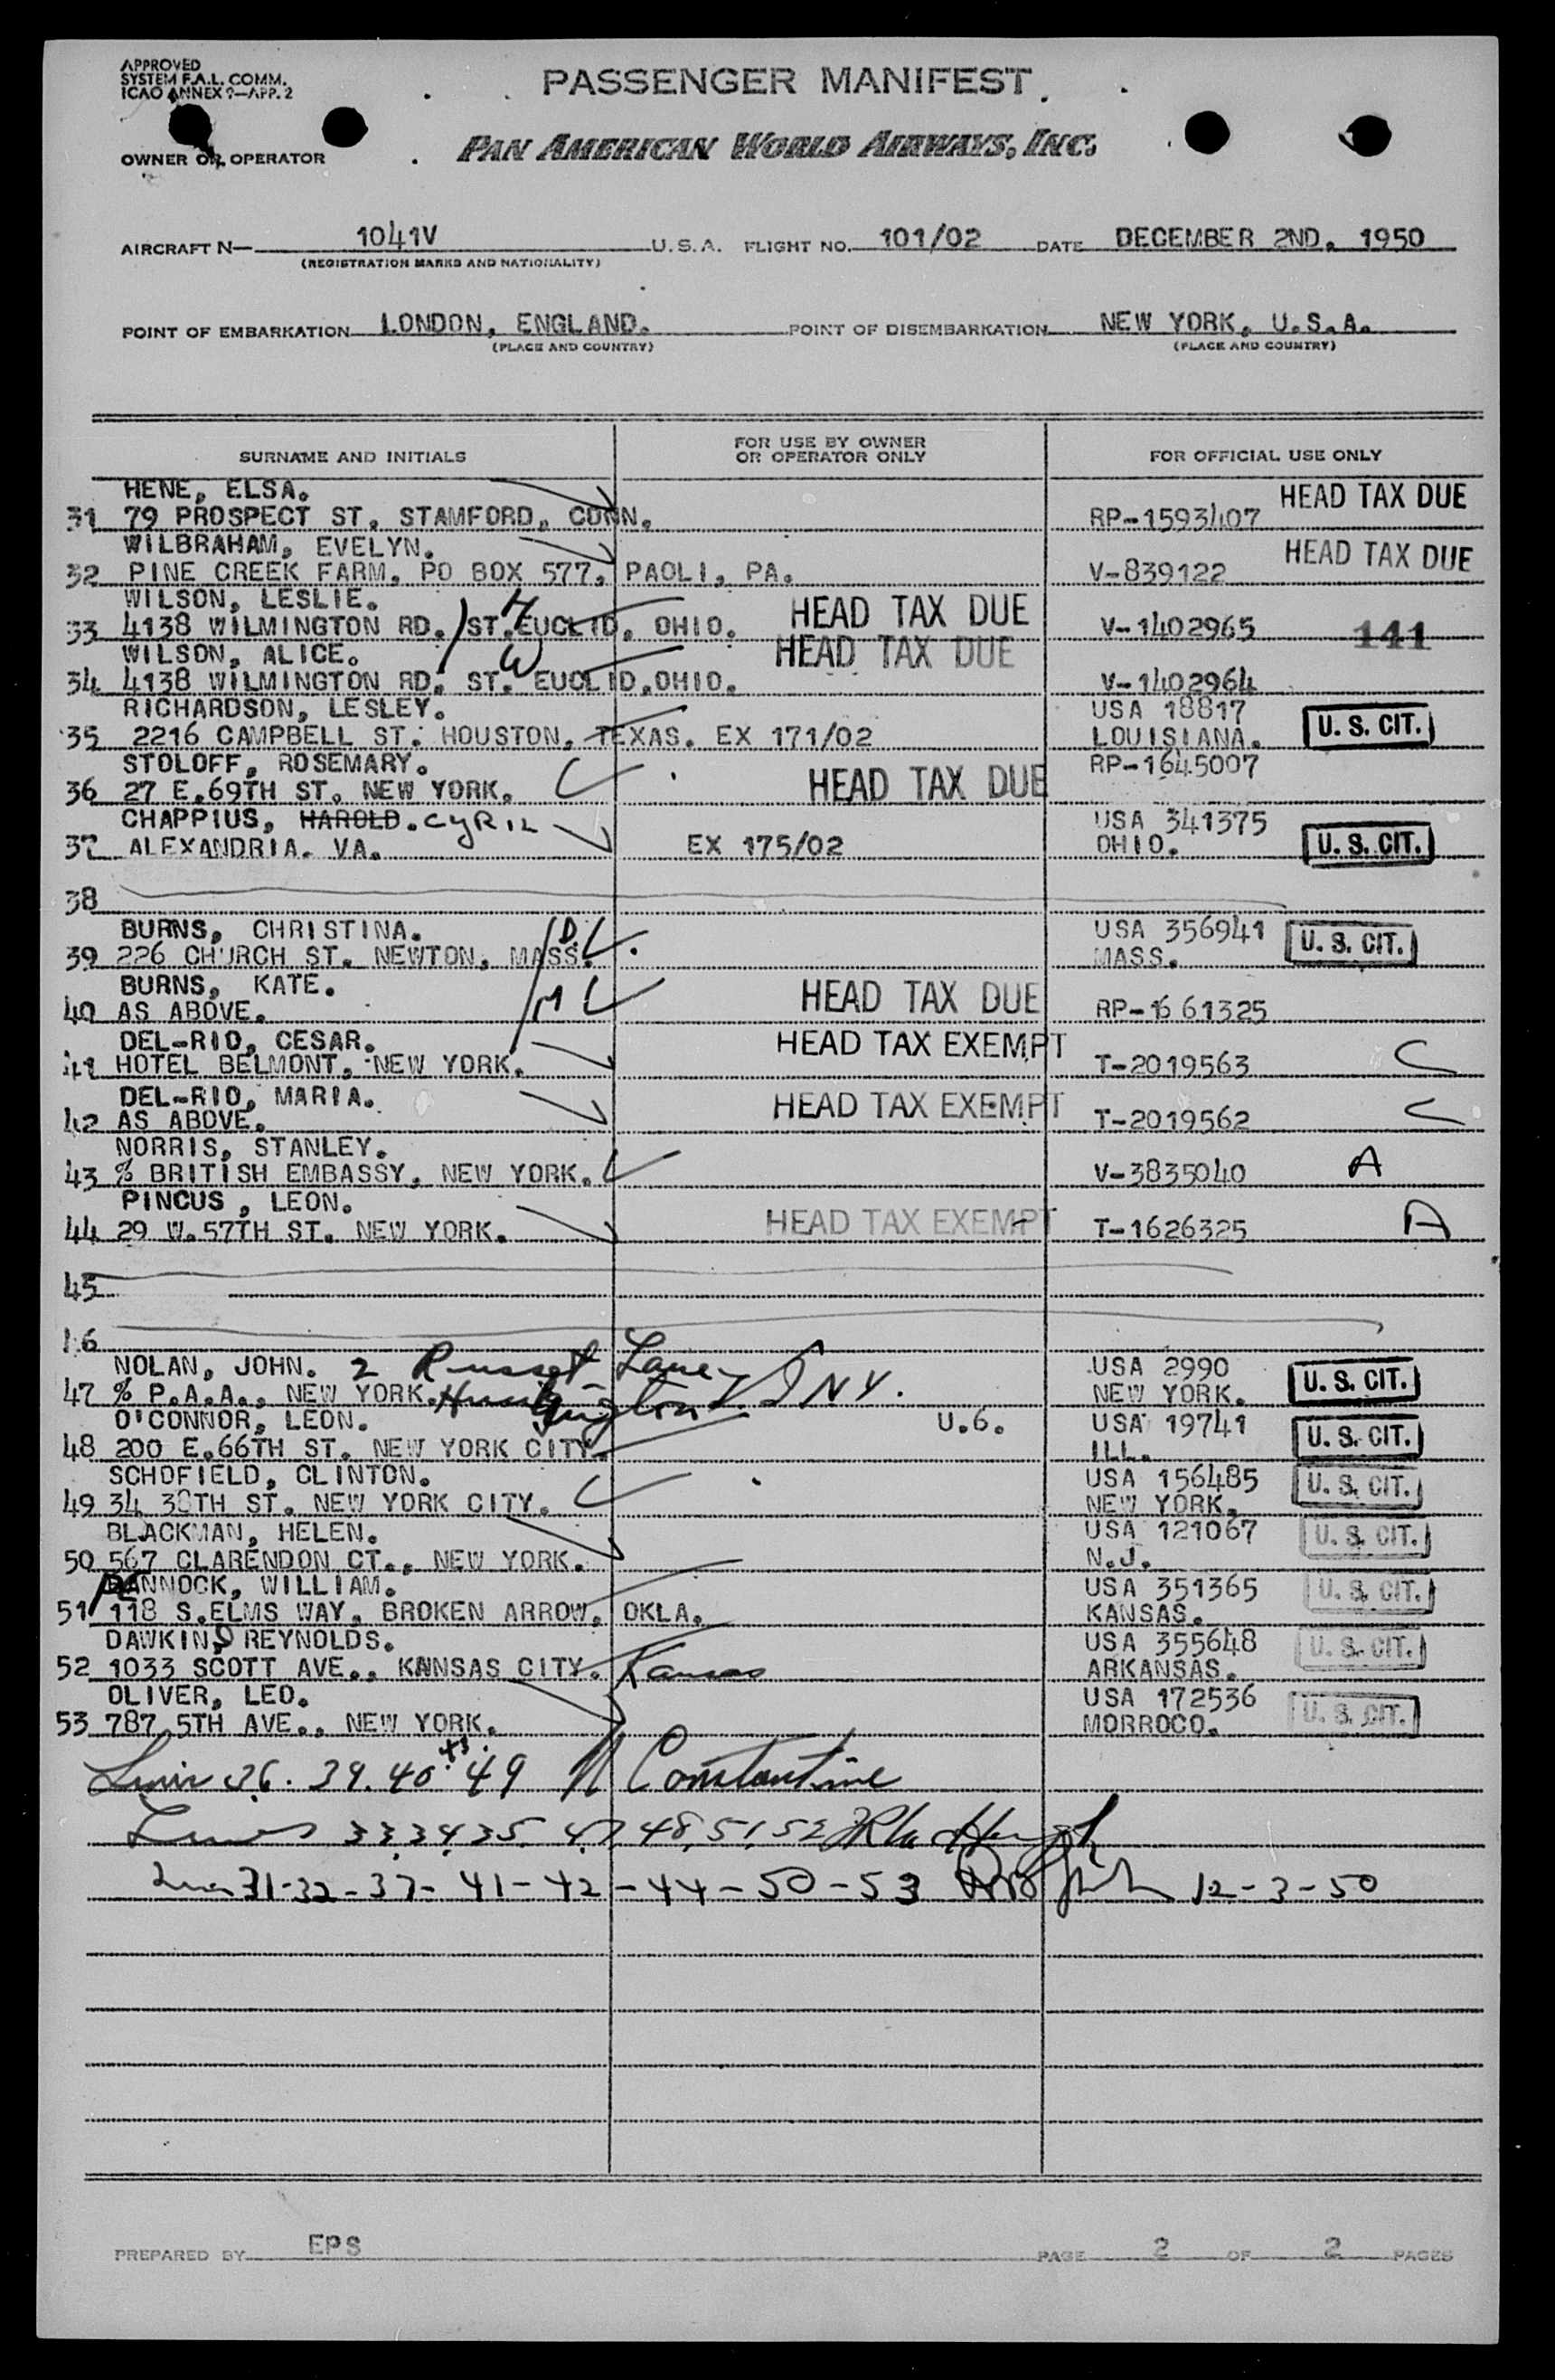 APPROVED
SYSTEM F.A.L. COMM.
ICAO ANNEX 9—APP. 2
PASSENGER MANIFEST
OWNER OR OPERATOR
PAN AMERICAN WORLD AIRWAYS, INC.
AIRCRAFT N— 1041V U.S.A. FLIGHT NO. 101/02 DATE DECEMBER 2ND. 1950
(REGISTRATION MARKS AND NATIONALITY)
POINT OF EMBARKATION LONDON, ENGLAND. POINT OF DISEMBARKATION NEW YORK, U.S.A.
(PLACE AND COUNTRY) (PLACE AND COUNTRY)
SURNAME AND INITIALS
FOR USE BY OWNER
OR OPERATOR ONLY
FOR OFFICIAL USE ONLY
HENE, ELSA. HEAD TAX DUE
31 79 PROSPECT ST. STAMFORD, CONN. RP-1593407
WILBRAHAM, EVELYN. HEAD TAX DUE
32 PINE CREEK FARM. PO BOX 577, PAOLI, PA. V-839122
WILSON, LESLIE. H HEAD TAX DUE
33 4138 WILMINGTON RD. ST. EUCLID, OHIO. V-1402965 141
WILSON, ALICE. W HEAD TAX DUE
34 4138 WILMINGTON RD. ST. EUCLID.OHIO. V-1402964
RICHARDSON, LESLEY. USA 18817 U. S. CIT.
35 2216 CAMPBELL ST. HOUSTON, TEXAS. EX 171/02 LOUISIANA.
STOLOFF, ROSEMARY. HEAD TAX DUE RP-1645007
36 27 E.69TH ST. NEW YORK.
CHAPPIUS, HAROLD. CYRIL USA 341375
37 ALEXANDRIA. VA. EX 175/02 OHIO. U. S. CIT.
38
BURNS, CHRISTINA. D USA 356941 U. S. CIT.
39 226 CHURCH ST. NEWTON, MASS. MASS.
BURNS, KATE. M HEAD TAX DUE
40 AS ABOVE. RP-1661325
DEL-RIO, CESAR. HEAD TAX EXEMPT
41 HOTEL BELMONT, NEW YORK. T-2019563
DEL-RIO, MARIA. HEAD TAX EXEMPT
42 AS ABOVE. T-2019562
NORRIS, STANLEY.
43 % BRITISH EMBASSY, NEW YORK. V-3835040 A
PINCUS, LEON. HEAD TAX EXEMPT
44 29 W.57TH ST. NEW YORK. T-1626325 A
45
46
NOLAN, JOHN. 2 Russet Lane USA 2990 U. S. CIT.
47 % P.A.A., NEW YORK. Huntington L. I N Y. NEW YORK.
O'CONNOR, LEON. U.6. USA 19741 U. S. CIT.
48 200 E.66TH ST. NEW YORK CITY. ILL.
SCHOFIELD, CLINTON. USA 156485 U. S. CIT.
49 34 38TH ST. NEW YORK CITY. NEW YORK.
BLACKMAN, HELEN. USA 121067 U. S. CIT.
50 567 CLARENDON CT., NEW YORK. N.J.
PANNOCK, WILLIAM. USA 351365 U. S. CIT.
51 118 S.ELMS WAY, BROKEN ARROW, OKLA. KANSAS.
DAWKINS REYNOLDS. USA 355648 U. S. CIT.
52 1033 SCOTT AVE., KANSAS CITY. Kansas ARKANSAS.
OLIVER, LEO. USA 172536 U. S. CIT.
53 787 5TH AVE., NEW YORK. MORROCO.
36. 39. 40. 43. 49 Constantine
33, 34, 35, 47, 48, 51, 52
31-32-37-41-42-44-50-53 12-3-50
PREPARED BY EPS PAGE 2 OF 2 PAGES